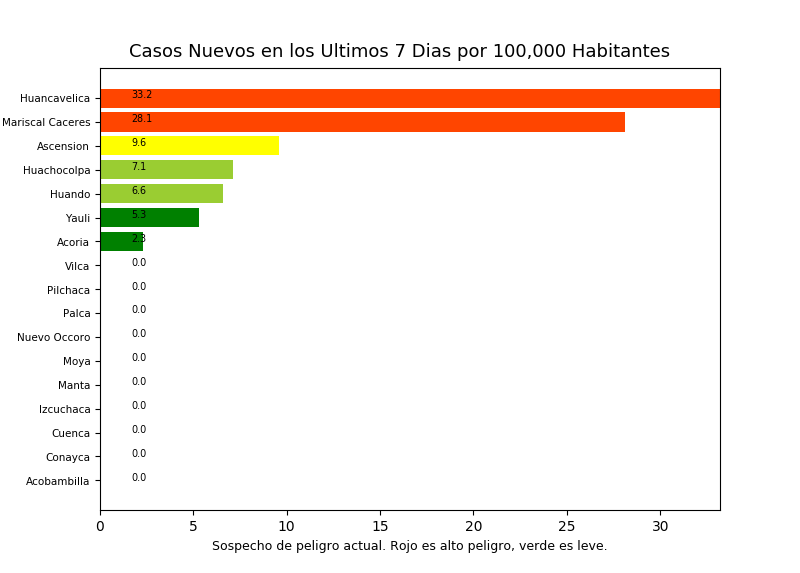 Casos Nuevos en los Ultimos 7 Dias por 100,000 Habitantes
Huancavelica 33.2
Mariscal Caceres 28.1
Ascension 9.6
Huachocolpa 7.1
Huando 6.6
Yauli 5.3
Acoria 2.3
Vilca 0.0
Pilchaca 0.0
Palca 0.0
Nuevo Occoro 0.0
Moya 0.0
Manta 0.0
Izcuchaca 0.0
Cuenca 0.0
Conayca 0.0
Acobambilla 0.0
0 5 10 15 20 25 30
Sospecho de peligro actual. Rojo es alto peligro, verde es leve.